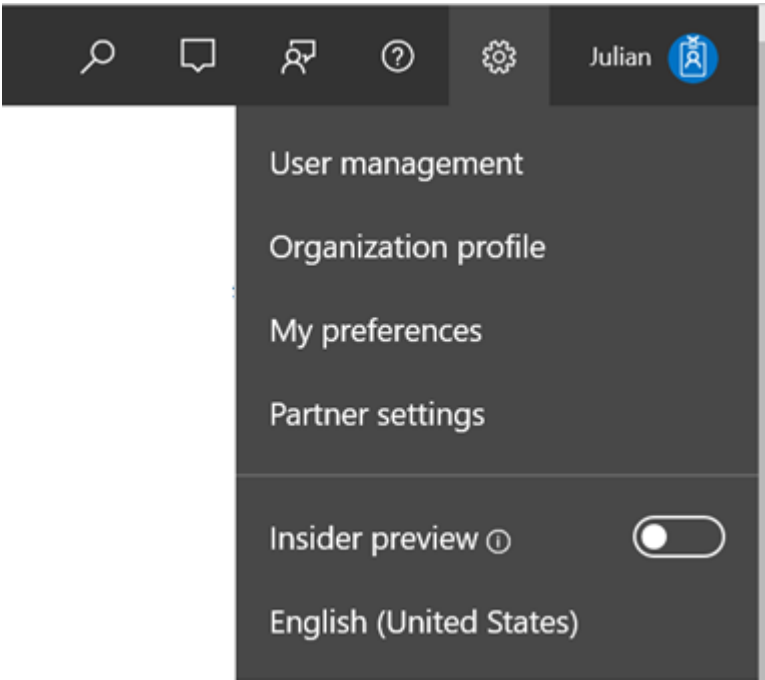 Julian
User management
Organization profile
My preferences
Partner settings
Insider preview
English (United States)